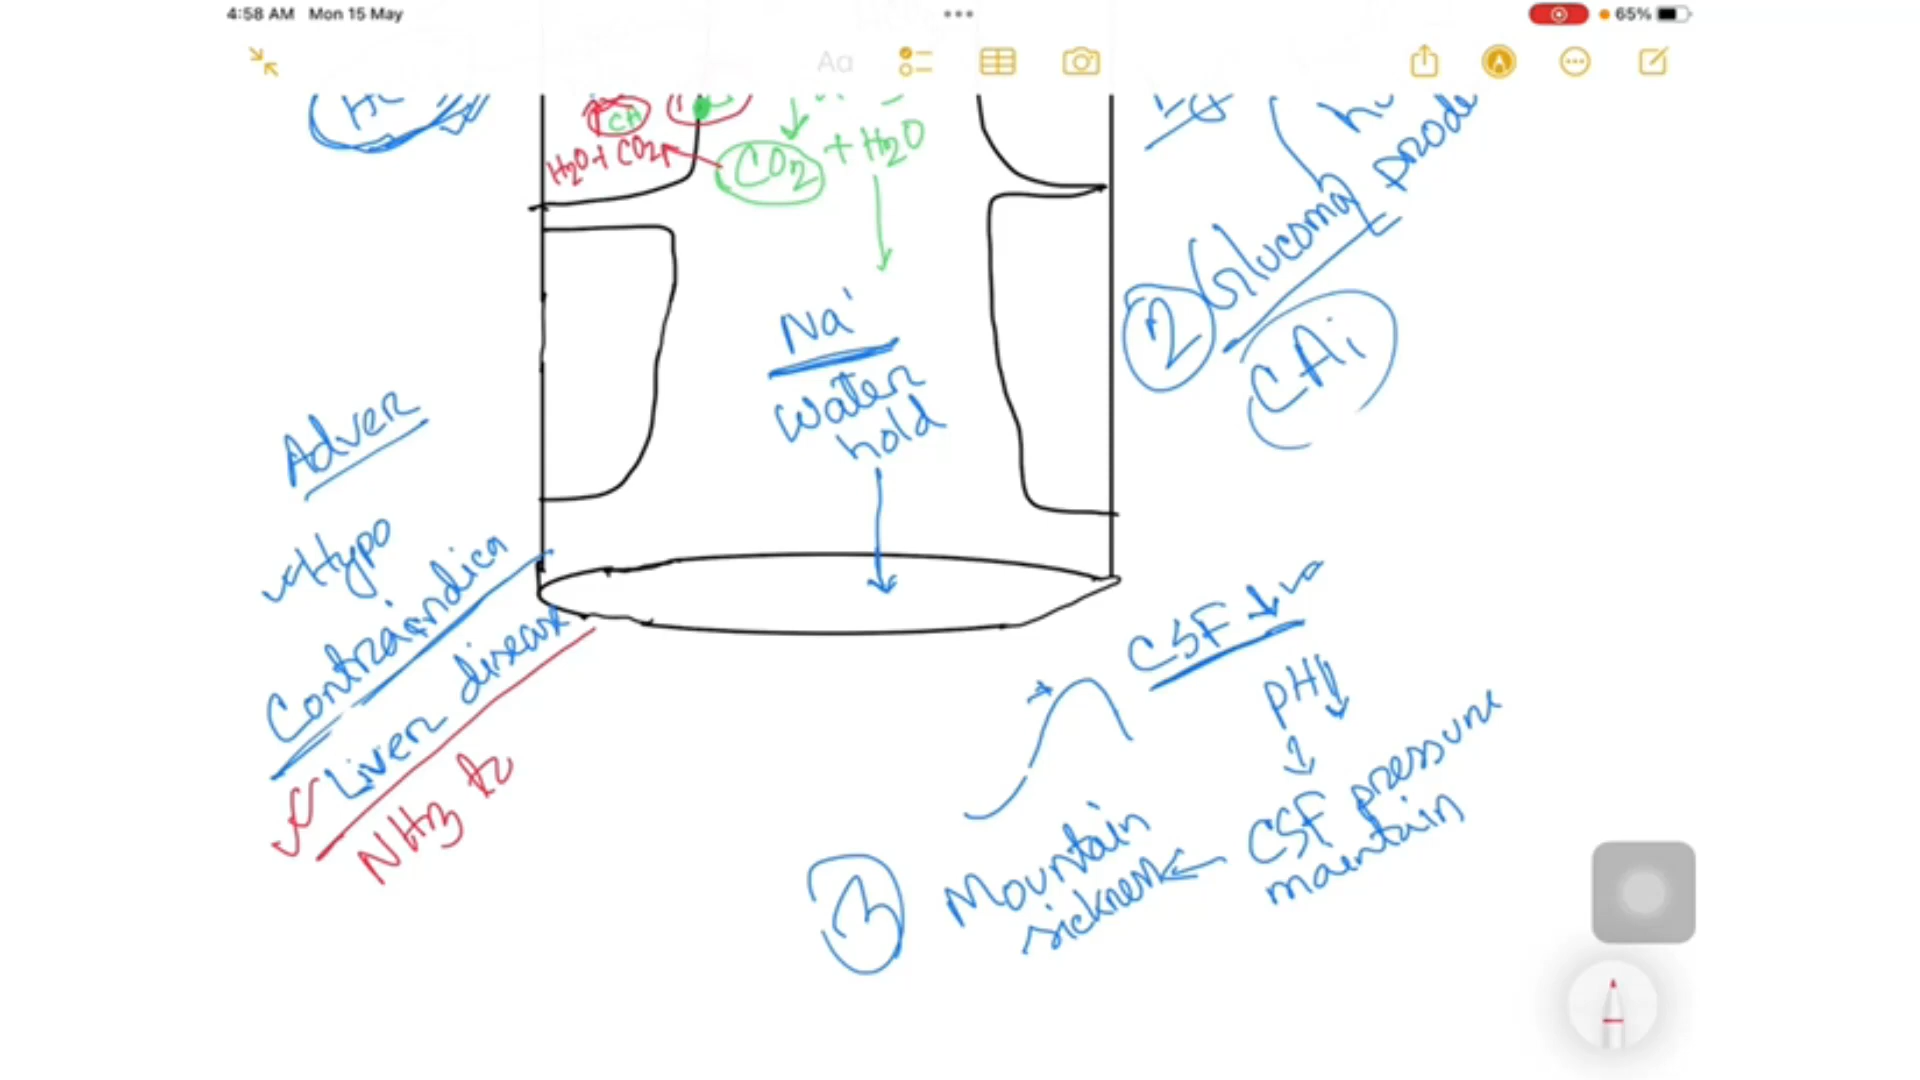 4:58 AM Mon 15 May
65%
Aa
CA
H2O+ CO2
CO2 + H2O
Na+
Water
hold
2 Glucoma
CAi
Adver
Hypo
Contraindica
Liver disease
NH3
CSF ↓
pH↓
↓
CSF pressure
maintain
←
3 Mountain
sickness